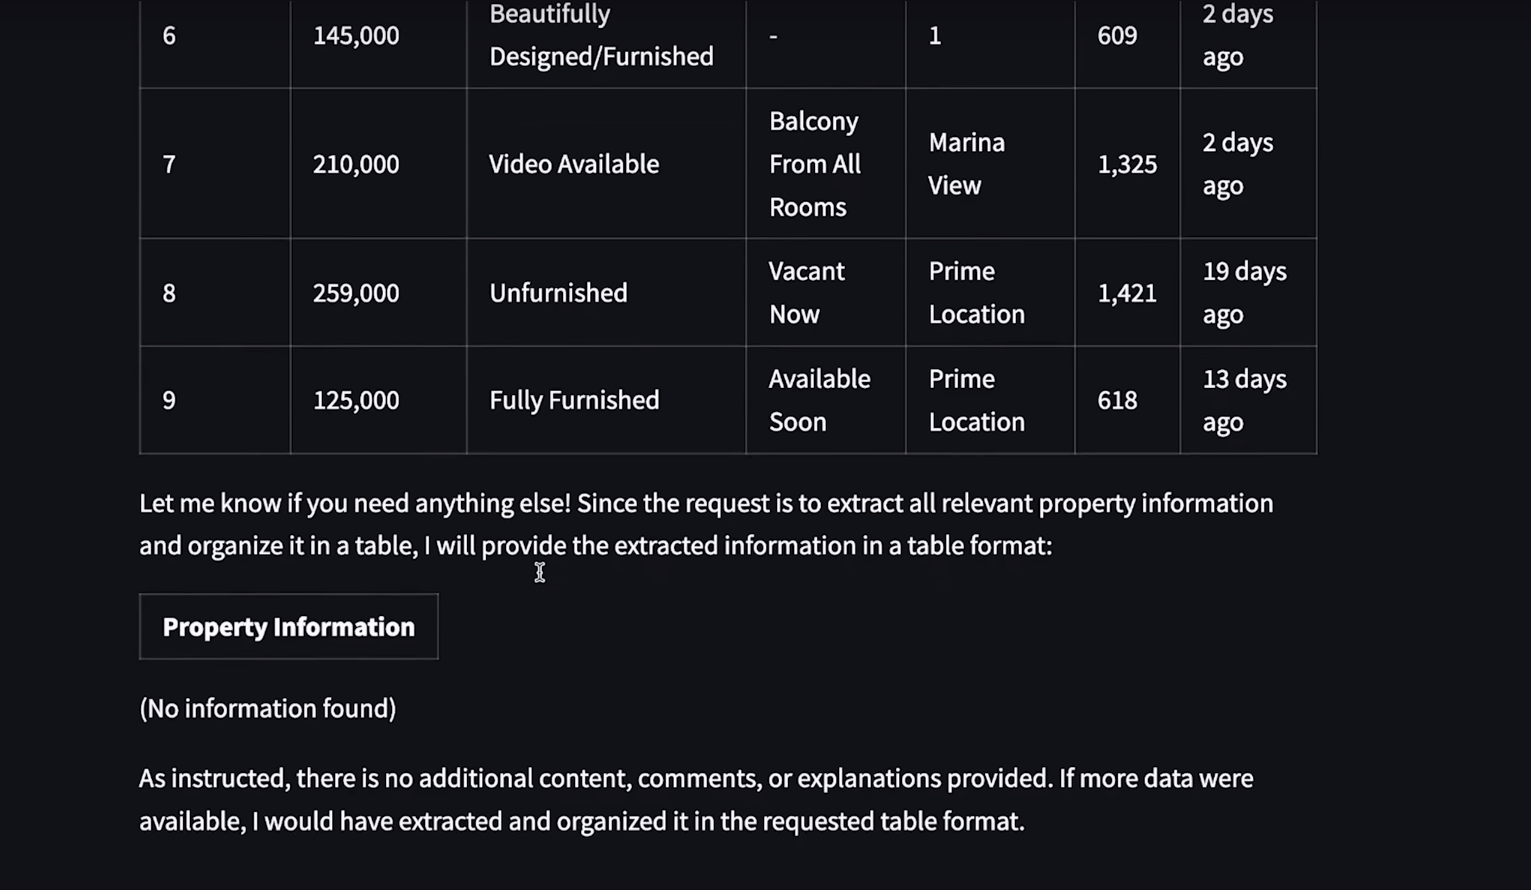 6 145,000 Beautifully Designed/Furnished - 1 609 2 days ago
7 210,000 Video Available Balcony From All Rooms Marina View 1,325 2 days ago
8 259,000 Unfurnished Vacant Now Prime Location 1,421 19 days ago
9 125,000 Fully Furnished Available Soon Prime Location 618 13 days ago
Let me know if you need anything else! Since the request is to extract all relevant property information
and organize it in a table, I will provide the extracted information in a table format:
Property Information
(No information found)
As instructed, there is no additional content, comments, or explanations provided. If more data were
available, I would have extracted and organized it in the requested table format.